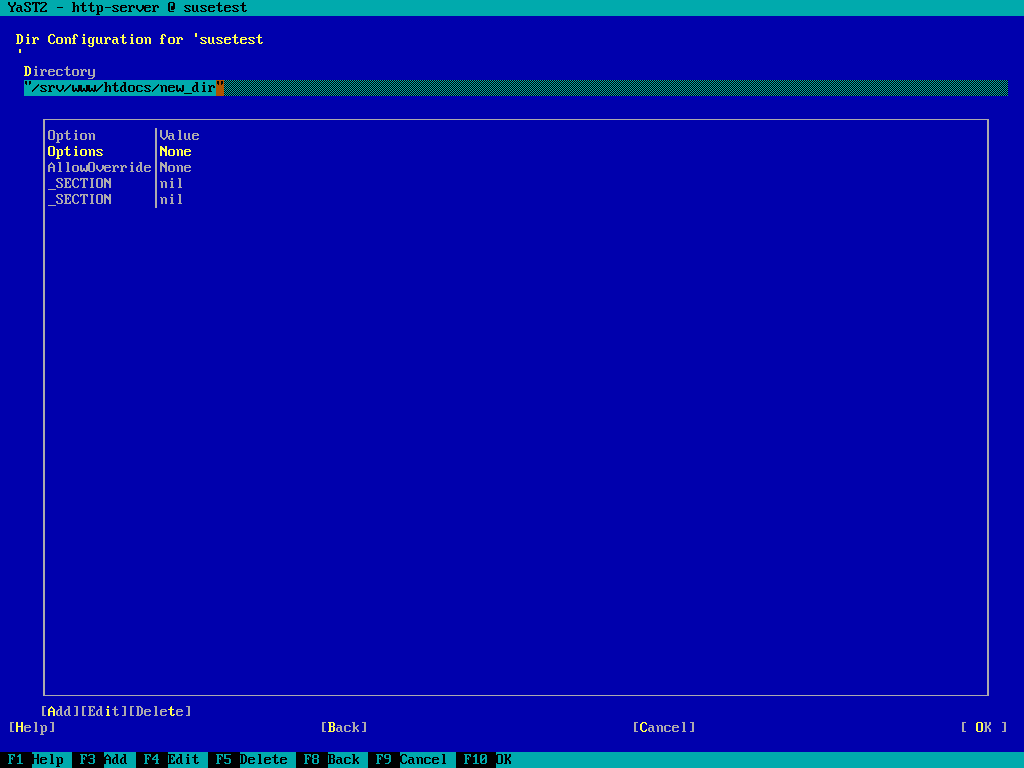 YaST2 - http-server @ susetest
Dir Configuration for 'susetest
'
Directory
"/srv/www/htdocs/new_dir"
Option |Value
Options |None
AllowOverride|None
_SECTION |nil
_SECTION |nil
[Add][Edit][Delete]
[Help] [Back] [Cancel] [ OK ]
F1 Help F3 Add F4 Edit F5 Delete F8 Back F9 Cancel F10 OK